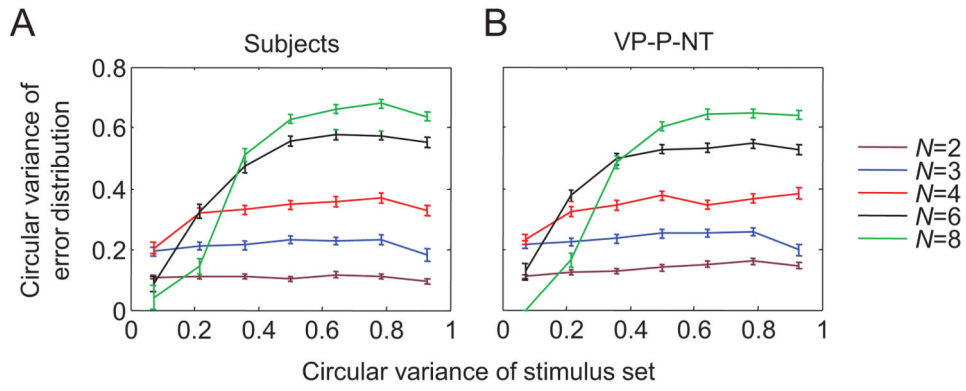 A
Subjects
B
VP-P-NT
Circular variance of
error distribution
0.8
0.6
0.4
0.2
0
0
0.2
0.4
0.6
0.8
1
0
0.2
0.4
0.6
0.8
1
N=2
N=3
N=4
N=6
N=8
Circular variance of stimulus set